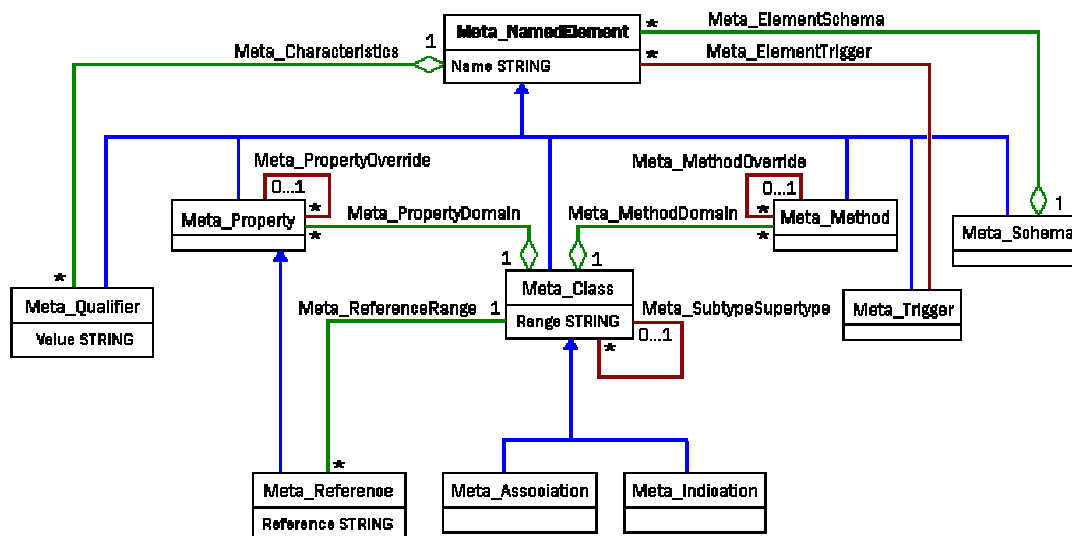 Meta_NamedElement
Name STRING
*
Meta_ElementSchema
*
Meta_ElementTrigger
Meta_Characteristics
1
Meta_PropertyOverride
0...1
*
Meta_Property
Meta_PropertyDomain
*
1
Meta_MethodOverride
0...1
*
Meta_Method
Meta_MethodDomain
*
1
1
Meta_Schema
*
Meta_Qualifier
Value STRING
Meta_Class
Range STRING
Meta_ReferenceRange
1
Meta_SubtypeSupertype
0...1
*
Meta_Trigger
*
Meta_Reference
Reference STRING
Meta_Association
Meta_Indication